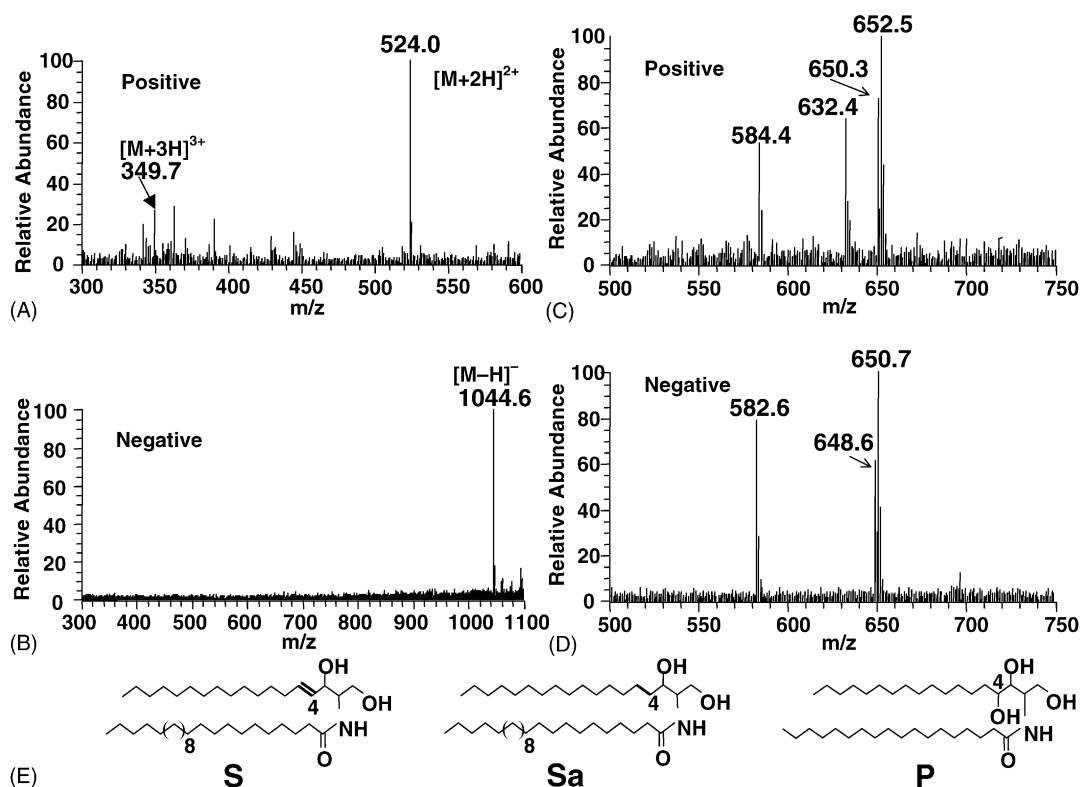 524.0
100
Positive
[M+2H]²⁺
80
60
[M+3H]³⁺
349.7
40
20
0
Relative Abundance
300 350 400 450 500 550 600
m/z
(A)
652.5
100
Positive
650.3
80
632.4
60
584.4
40
20
0
Relative Abundance
500 550 600 650 700 750
m/z
(C)
[M–H]⁻
1044.6
100
80
Negative
60
40
20
0
Relative Abundance
300 400 500 600 700 800 900 1000 1100
m/z
(B)
650.7
100
Negative
582.6
80
648.6
60
40
20
0
Relative Abundance
500 550 600 650 700 750
m/z
(D)
OH
4
OH
8
NH
O
S
OH
4
OH
8
NH
O
Sa
OH
4
OH
OH
NH
O
P
(E)